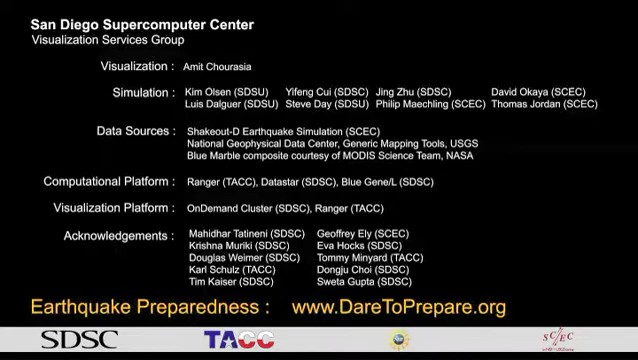 San Diego Supercomputer Center
Visualization Services Group
Visualization : Amit Chourasia
Simulation : Kim Olsen (SDSU) Yifeng Cui (SDSC) Jing Zhu (SDSC) David Okaya (SCEC)
Luis Dalguer (SDSU) Steve Day (SDSU) Philip Maechling (SCEC) Thomas Jordan (SCEC)
Data Sources : Shakeout-D Earthquake Simulation (SCEC)
National Geophysical Data Center, Generic Mapping Tools, USGS
Blue Marble composite courtesy of MODIS Science Team, NASA
Computational Platform : Ranger (TACC), Datastar (SDSC), Blue Gene/L (SDSC)
Visualization Platform : OnDemand Cluster (SDSC), Ranger (TACC)
Acknowledgements : Mahidhar Tatineni (SDSC) Geoffrey Ely (SCEC)
Krishna Muriki (SDSC) Eva Hocks (SDSC)
Douglas Weimer (SDSC) Tommy Minyard (TACC)
Karl Schulz (TACC) Dongju Choi (SDSC)
Tim Kaiser (SDSC) Sweta Gupta (SDSC)
Earthquake Preparedness : www.DareToPrepare.org
SDSC TACC SC/EC